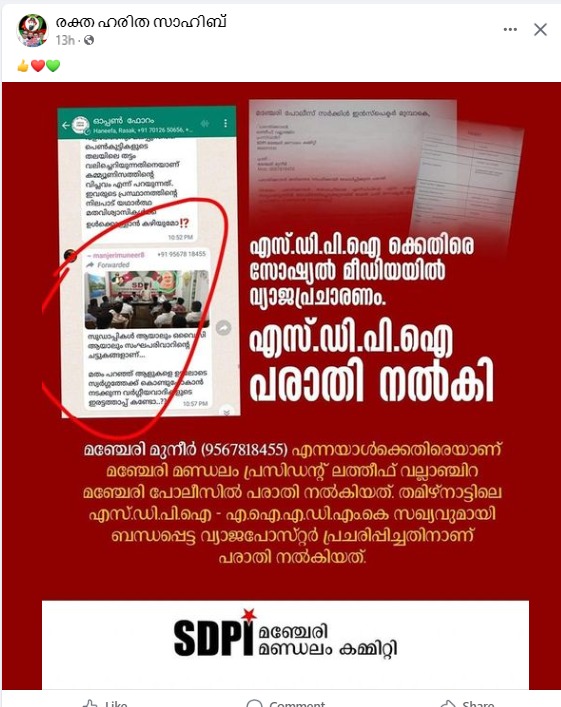 രക്ത ഹരിത സാഹിബ്
13h
ഓപ്പൺ ഫോറം
Haneefa, Rasak, +91 70126 50656, +...
പെൺകുട്ടികളുടെ
തലയിലെ തട്ടം
വലിച്ചെറിയുന്നതിനെയാണ്
കമ്മ്യൂണിസത്തിന്റെ
വിപ്ലവം എന്ന് പറയുന്നത്.
ഇവരുടെ പ്രസ്ഥാനത്തിന്റെ
നിലപാട് യഥാർത്ഥ
മതവിശ്വാസികൾക്ക്
ഉൾക്കൊള്ളാൻ കഴിയുമോ⁉️
10:52 PM
~ msnjerimuneer8 +91 95678 18455
Forwarded
SDPI
സുഡാപ്പികൾ ആയാലും ഒവൈസി
ആയാലും സംഘപരിവാറിന്റെ
ചട്ടുകങ്ങളാണ്...
മതം പറഞ്ഞ് ആളുകളെ ഉടലോടെ
സ്വർഗ്ഗത്തേക്ക് കൊണ്ടുപോകാൻ
നടക്കുന്ന വർഗ്ഗീയവാദികളുടെ
ഇരട്ടത്താപ്പ് കണ്ടോ..?
10:57 PM
മഞ്ചേരി പോലീസ് സർക്കിൾ ഇൻസ്പെക്ടർ മുമ്പാകെ,
എസ്.ഡി.പി.ഐ ക്കെതിരെ
സോഷ്യൽ മീഡിയയിൽ
വ്യാജപ്രചാരണം.
എസ്.ഡി.പി.ഐ
പരാതി നൽകി
മഞ്ചേരി മുനീർ (9567818455) എന്നയാൾക്കെതിരെയാണ്
മഞ്ചേരി മണ്ഡലം പ്രസിഡന്റ് ലത്തീഫ് വല്ലാഞ്ചിറ
മഞ്ചേരി പോലീസിൽ പരാതി നൽകിയത്. തമിഴ്നാട്ടിലെ
എസ്.ഡി.പി.ഐ - എ.ഐ.എ.ഡി.എം.കെ സഖ്യവുമായി
ബന്ധപ്പെട്ട വ്യാജപോസ്റ്റർ പ്രചരിപ്പിച്ചതിനാണ്
പരാതി നൽകിയത്.
SDPI മഞ്ചേരി
മണ്ഡലം കമ്മിറ്റി
Like Comment Share